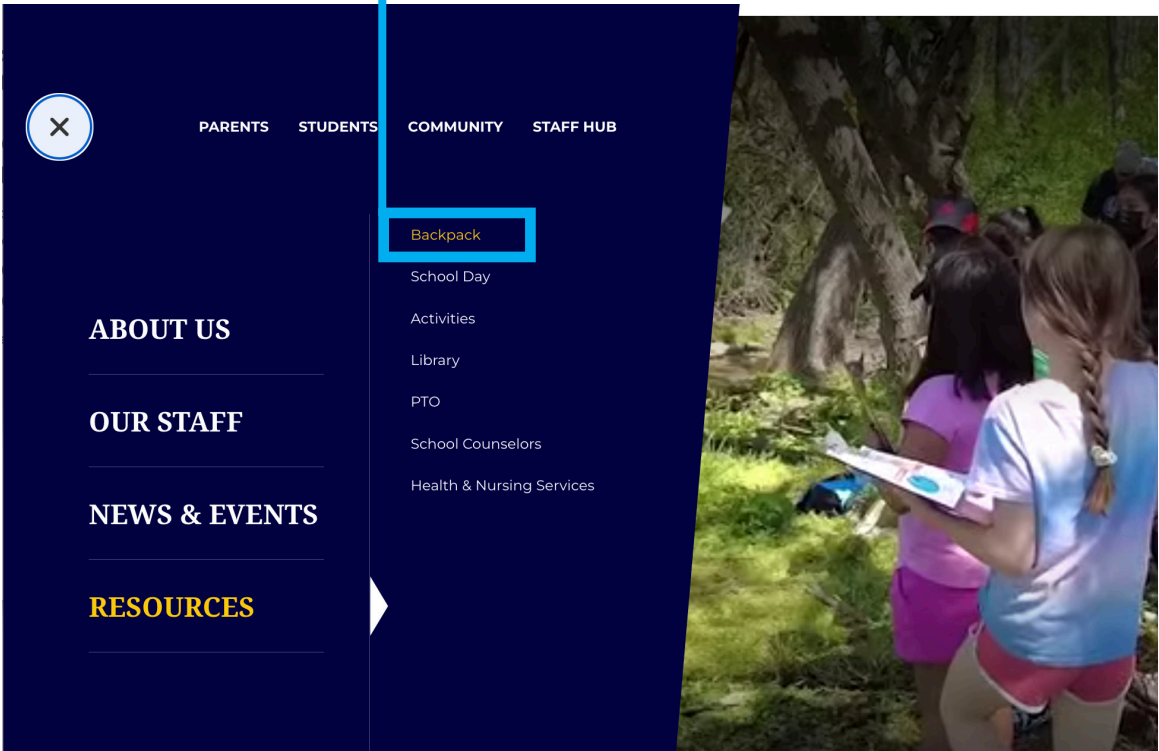 PARENTS STUDENTS COMMUNITY STAFF HUB
Backpack
School Day
Activities
Library
PTO
School Counselors
Health & Nursing Services
ABOUT US
OUR STAFF
NEWS & EVENTS
RESOURCES